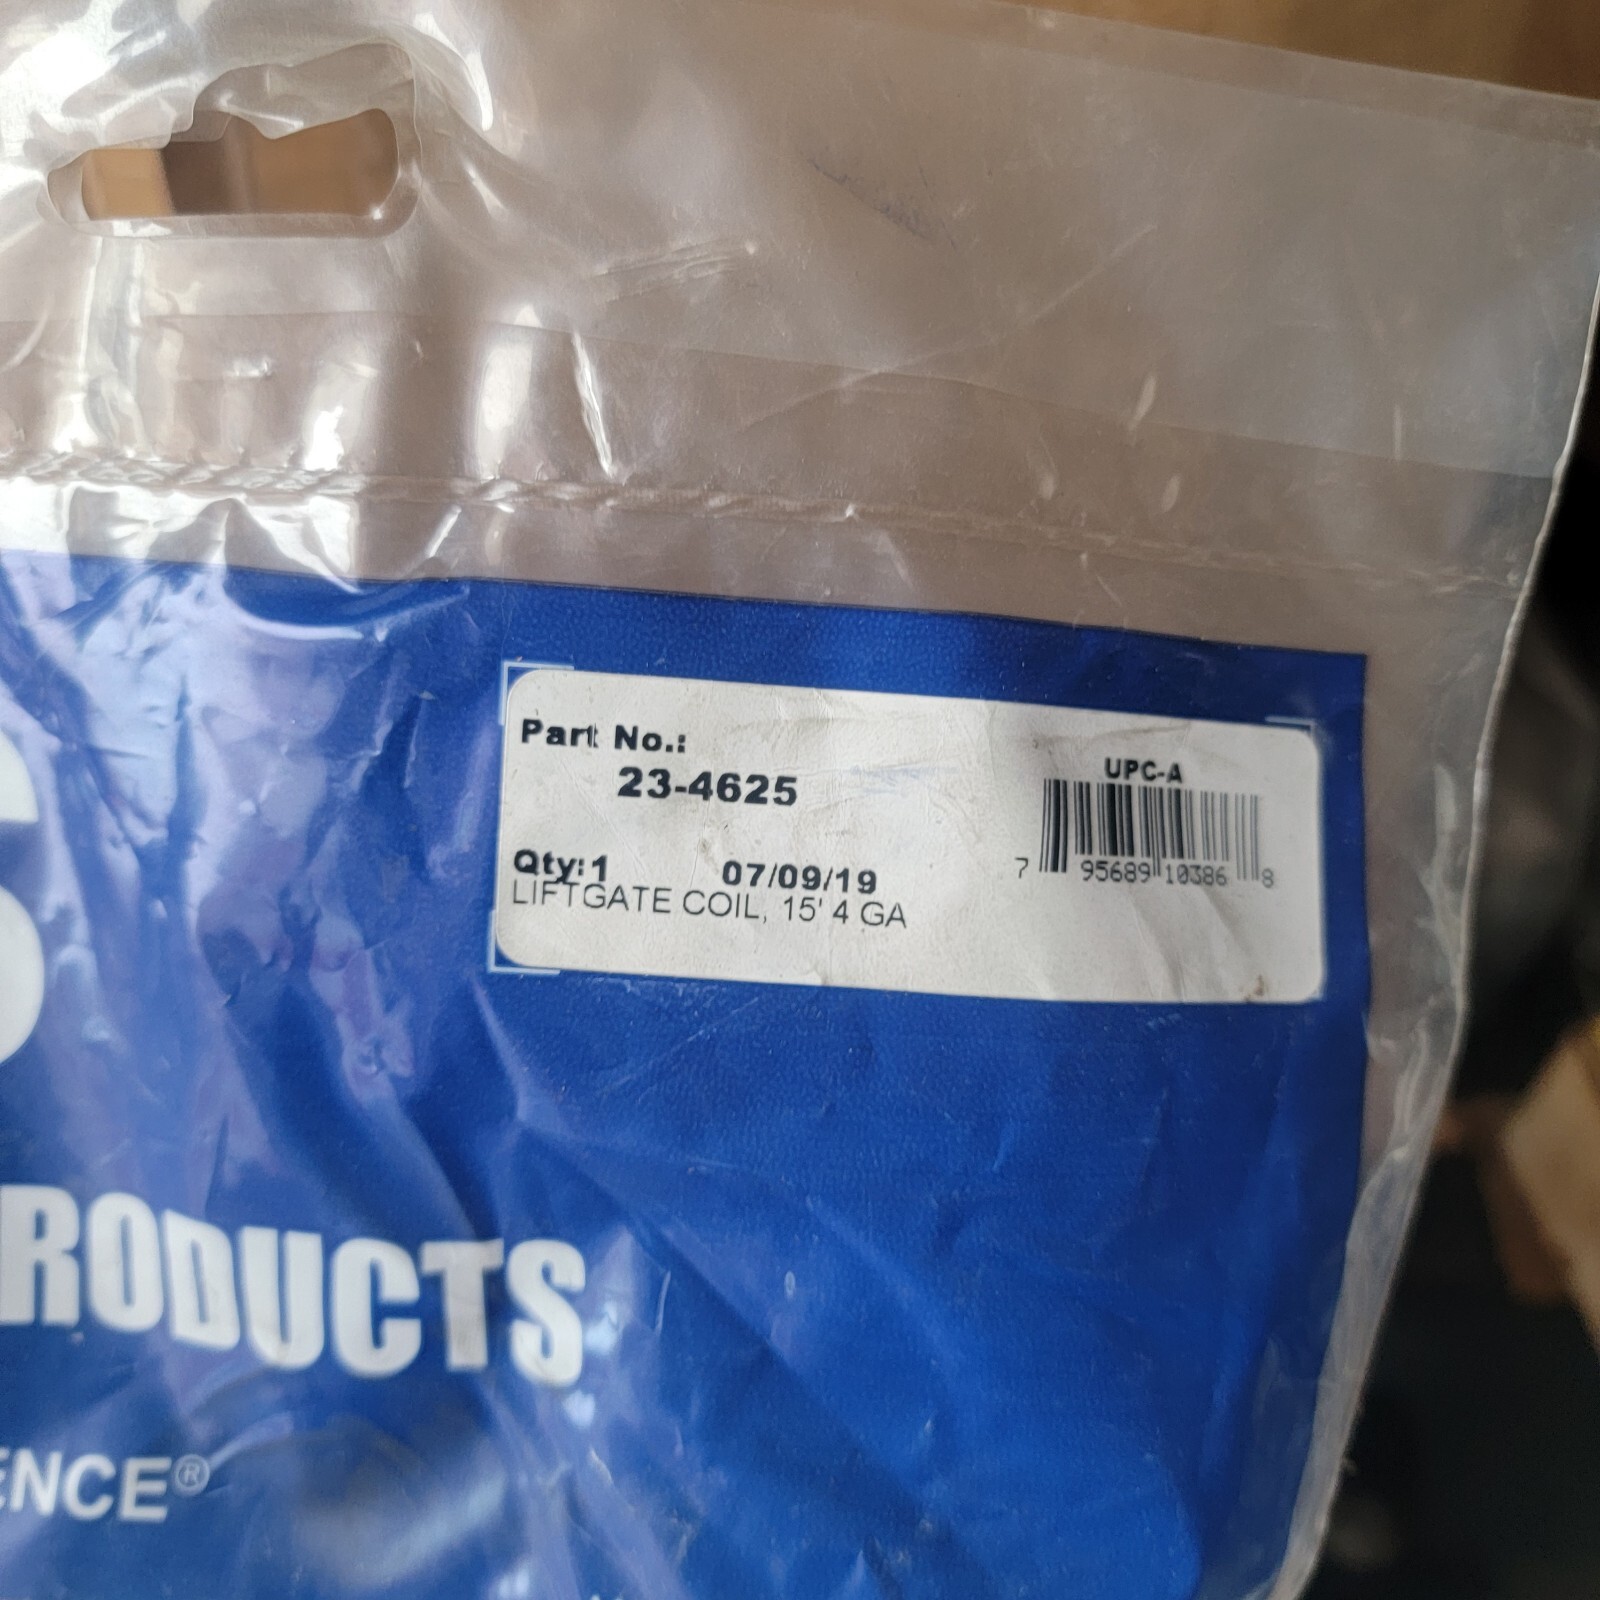 Part No.:
23-4625
UPC-A
7 95689 10386 8
Qty:1 07/09/19
LIFTGATE COIL, 15' 4 GA
S
RODUCTS
ENCE®